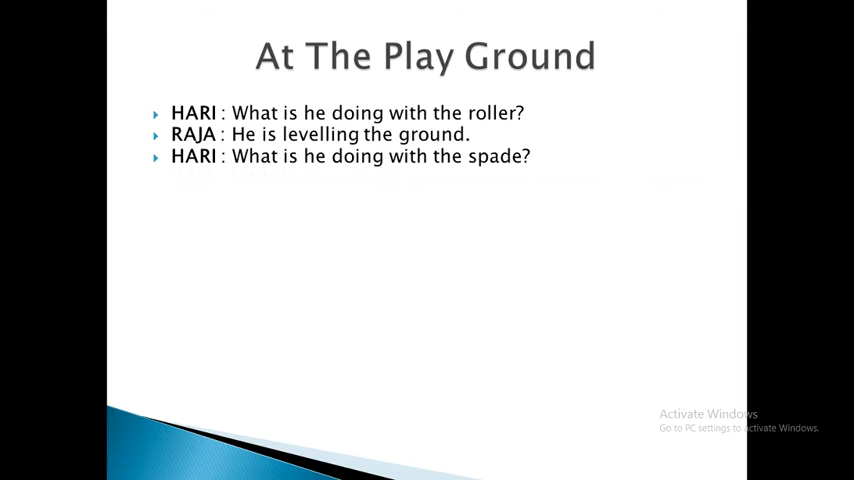 At The Play Ground
HARI : What is he doing with the roller?
RAJA : He is levelling the ground.
HARI : What is he doing with the spade?
Activate Windows
Go to PC settings to activate Windows.